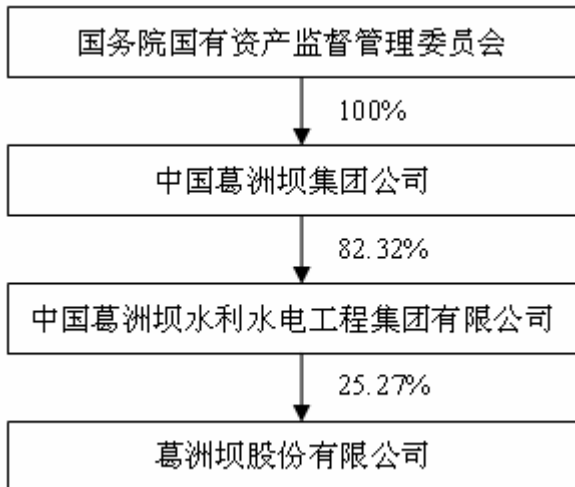 国务院国有资产监督管理委员会
100%
中国葛洲坝集团公司
82.32%
中国葛洲坝水利水电工程集团有限公司
25.27%
葛洲坝股份有限公司